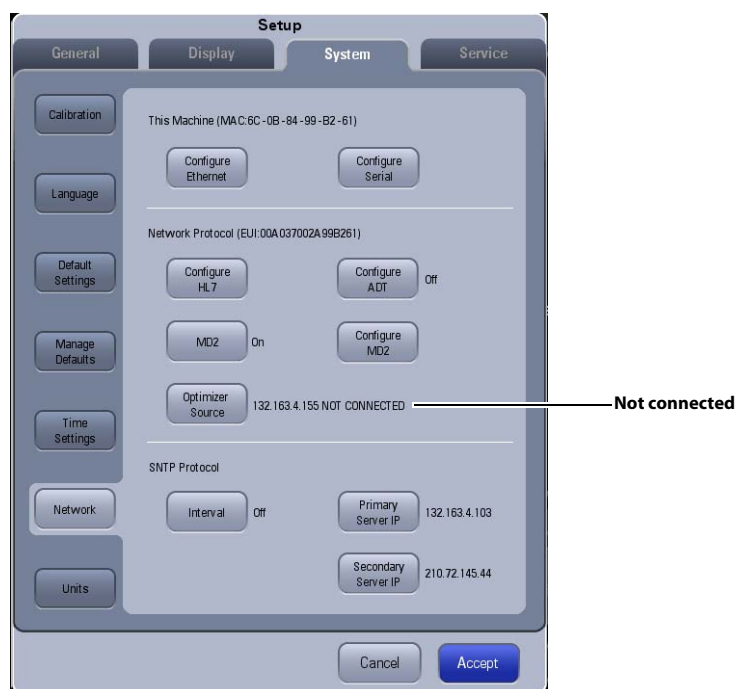 Setup
General
Display
System
Service
Calibration
Language
Default
Settings
Manage
Defaults
Time
Settings
Network
Units
This Machine (MAC:6C-0B-84-99-B2-61)
Configure
Ethernet
Configure
Serial
Network Protocol (EUI:00A037002A99B261)
Configure
HL7
Configure
ADT
Off
MD2
On
Configure
MD2
Optimizer
Source
132.163.4.155 NOT CONNECTED
Not connected
SNTP Protocol
Interval
Off
Primary
Server IP
132.163.4.103
Secondary
Server IP
210.72.145.44
Cancel
Accept